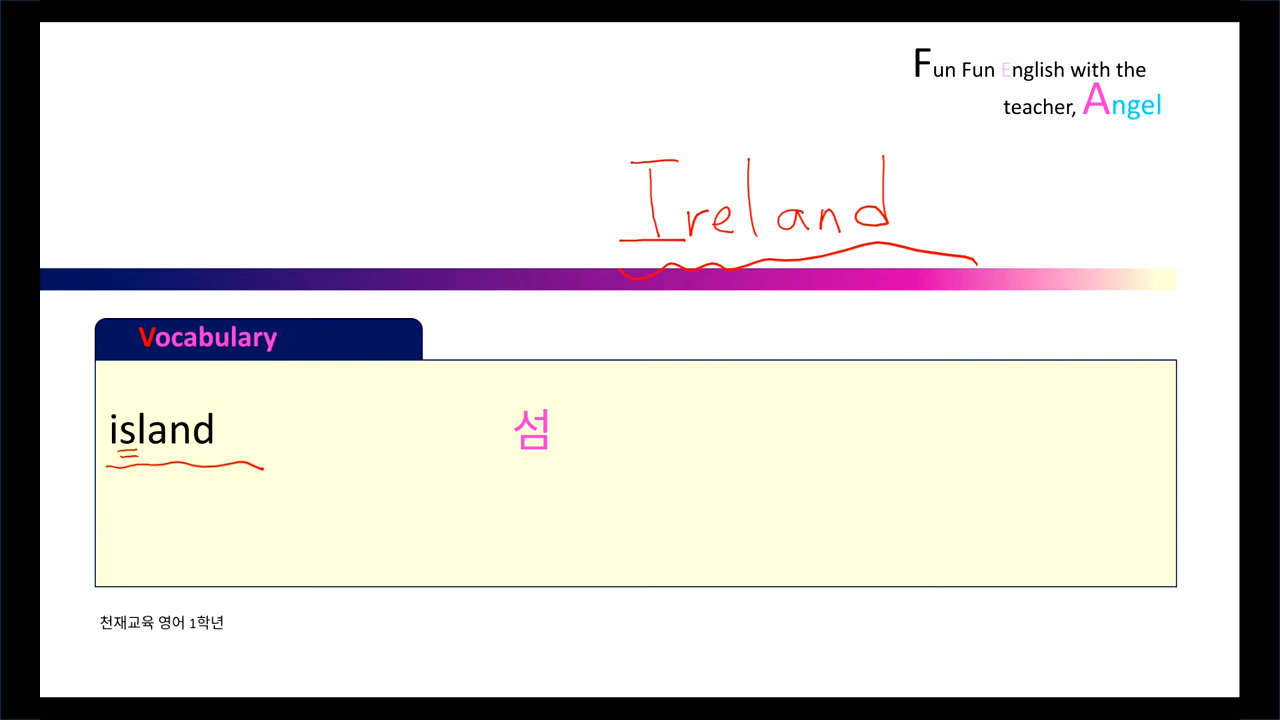 Fun Fun English with the
teacher, Angel
Ireland
Vocabulary
island 섬
천재교육 영어 1학년